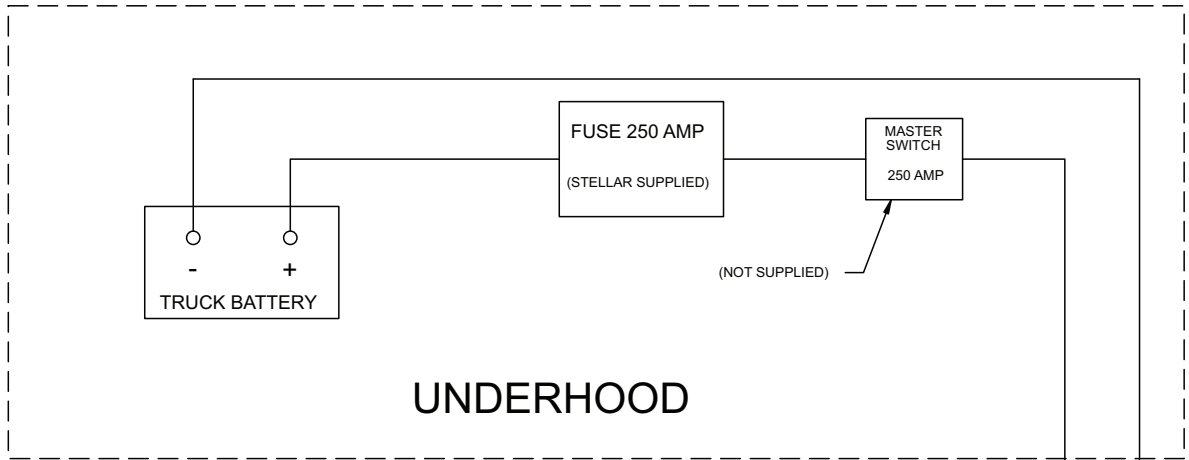 FUSE 250 AMP
(STELLAR SUPPLIED)
MASTER
SWITCH
250 AMP
(NOT SUPPLIED)
- +
TRUCK BATTERY
UNDERHOOD